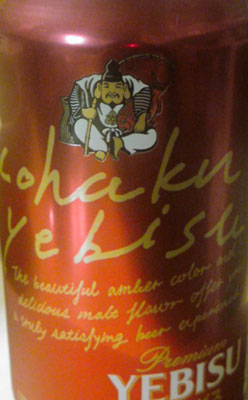 Kohaku
Yebisu
The beautiful amber color and
delicious malt flavor offer you
a truly satisfying beer experience
Premium
YEBISU